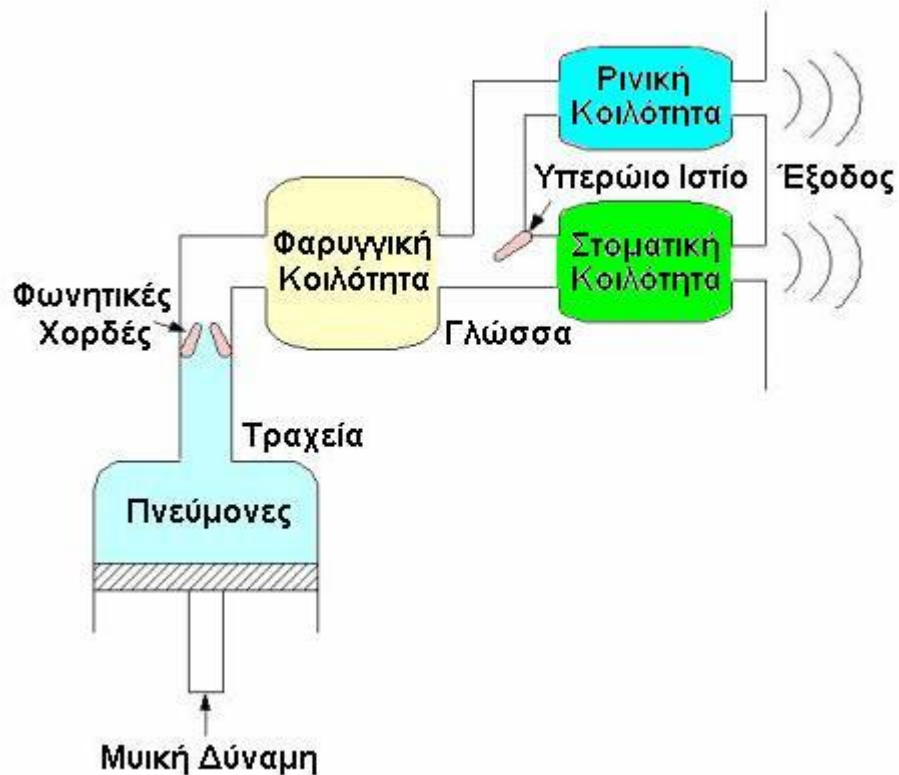 Ρινική
Κοιλότητα
Υπερώιο Ιστίο
Έξοδος
Φαρυγγική
Κοιλότητα
Στοματική
Κοιλότητα
Φωνητικές
Χορδές
Γλώσσα
Τραχεία
Πνεύμονες
Μυική Δύναμη